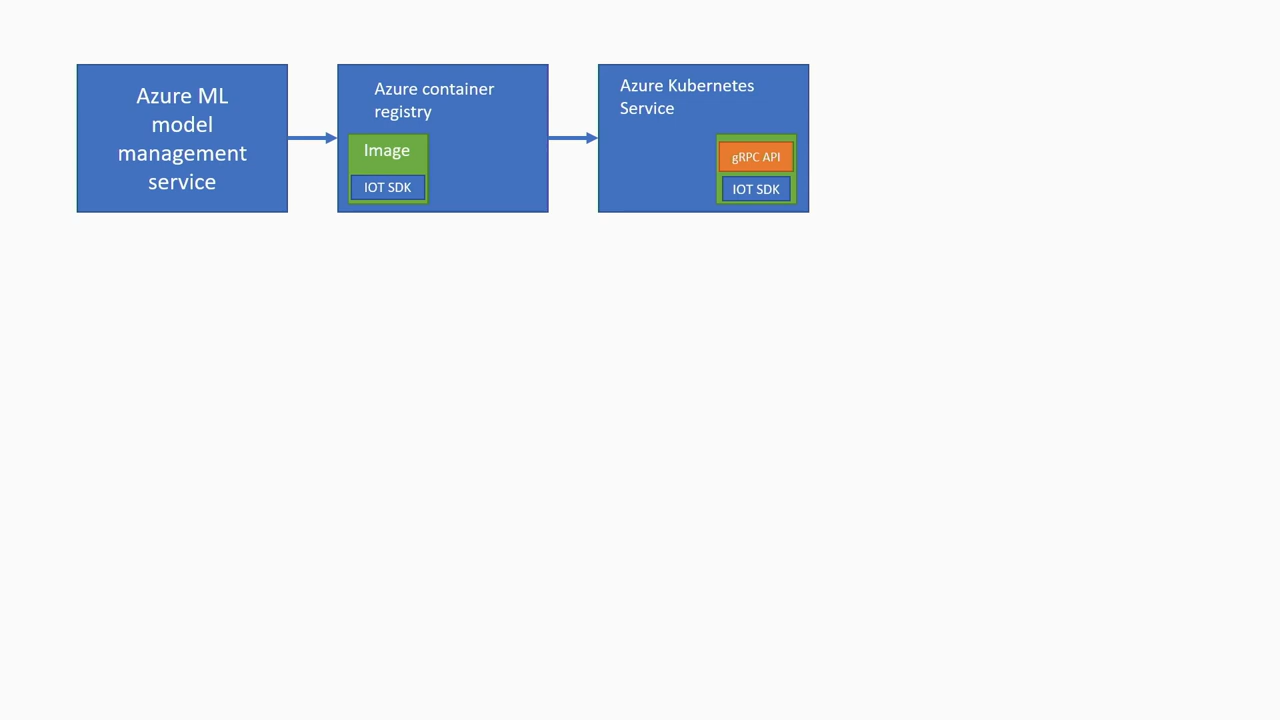 Azure ML
model
management
service
Azure container
registry
Image
IOT SDK
Azure Kubernetes
Service
gRPC API
IOT SDK